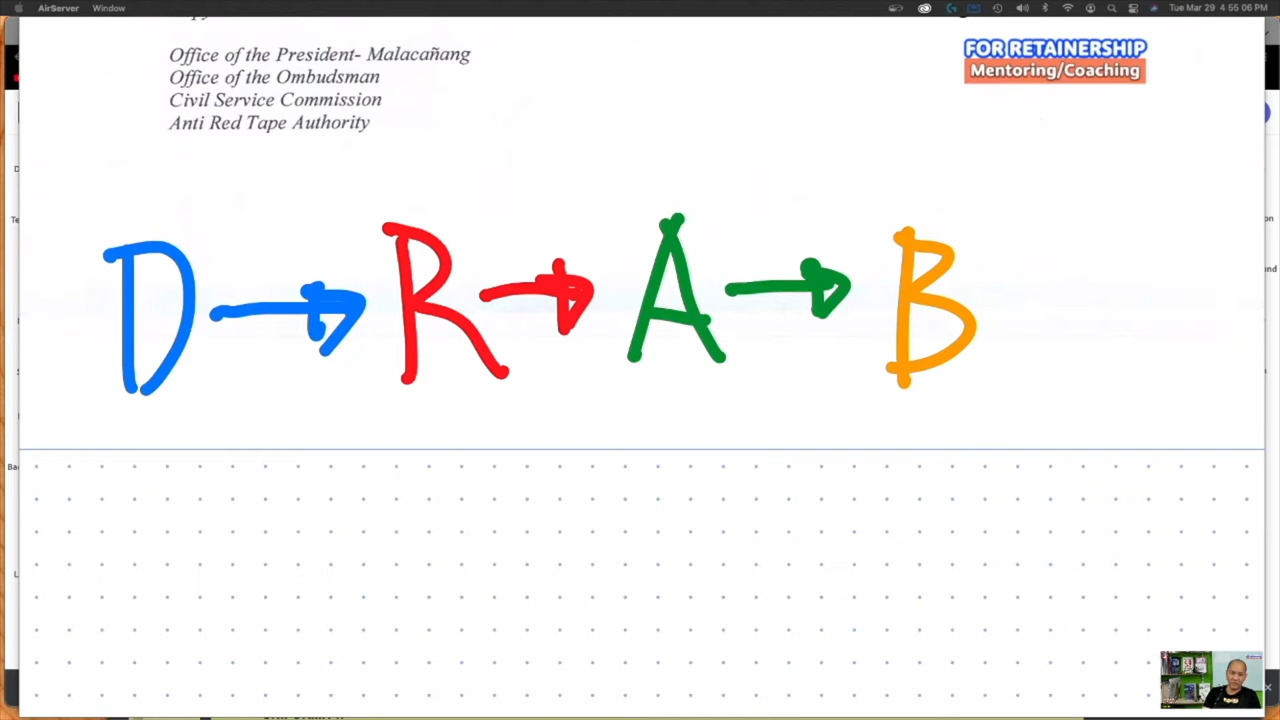 AirServer Window Tue Mar 29 4 55 06 PM
Office of the President- Malacañang
Office of the Ombudsman
Civil Service Commission
Anti Red Tape Authority
FOR RETAINERSHIP
Mentoring/Coaching
D → R → A → B